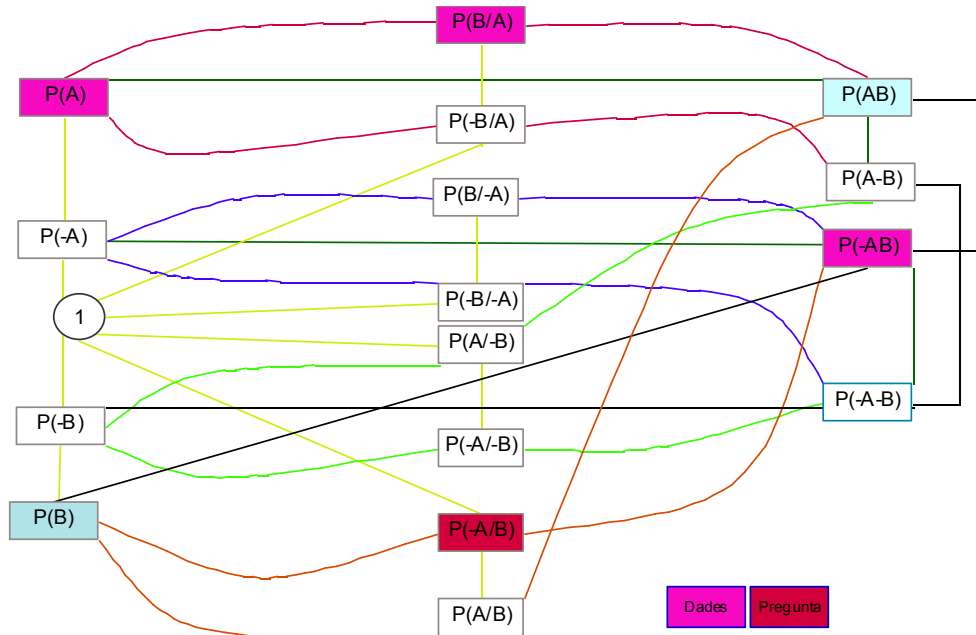 P(B/A)
P(A)
P(AB)
P(-B/A)
P(A-B)
P(B/-A)
P(-A)
P(-AB)
P(-B/-A)
1
P(A/-B)
P(-A-B)
P(-B)
P(-A/-B)
P(B)
P(-A/B)
P(A/B)
Dades
Pregunta